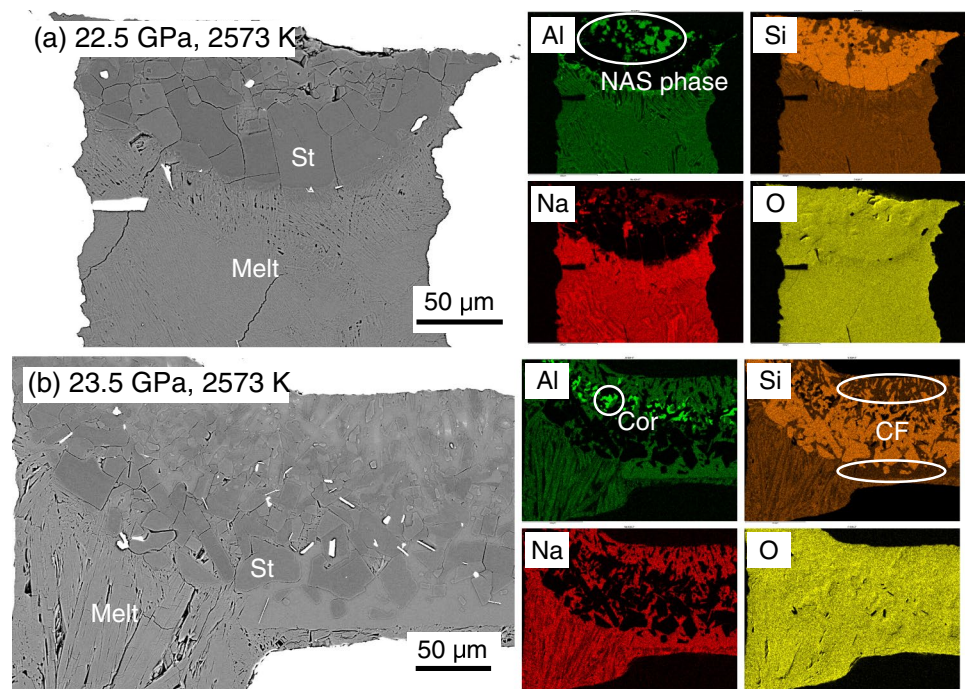 (a) 22.5 GPa, 2573 K
St
Melt
50 µm
Al
NAS phase
Si
Na
O
(b) 23.5 GPa, 2573 K
St
Melt
50 µm
Al
Cor
Si
CF
Na
O